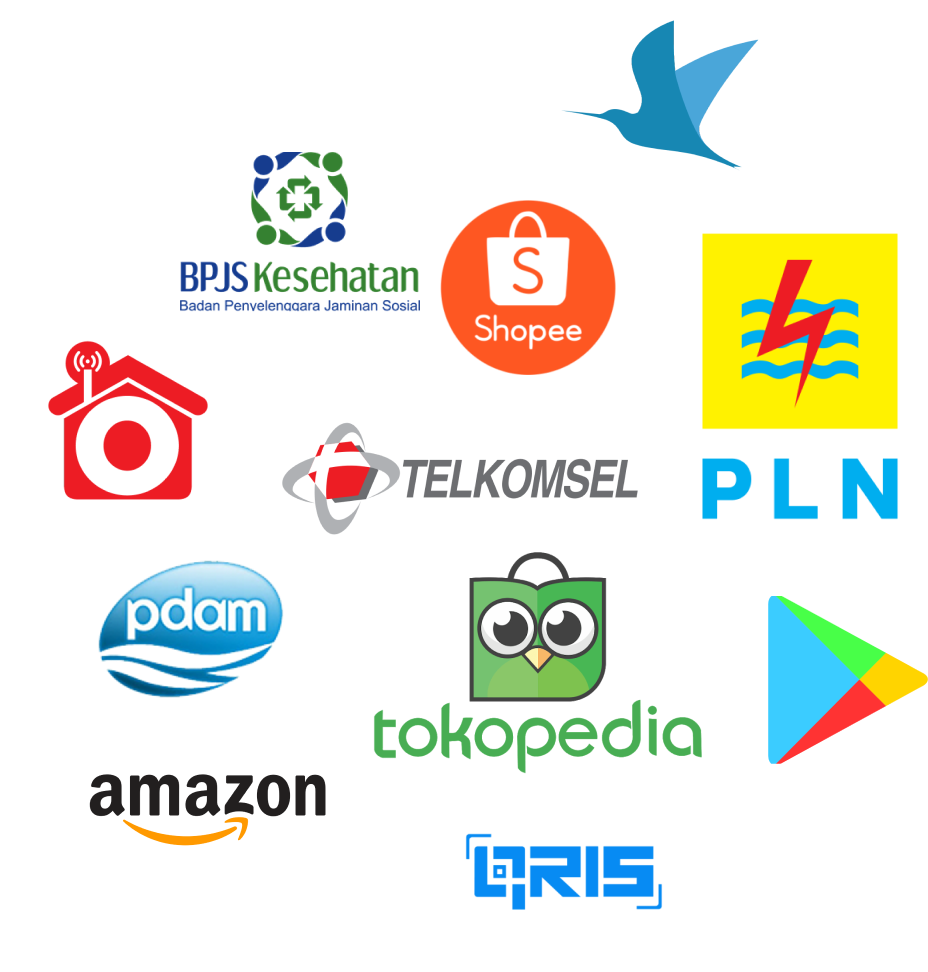 BPJS Kesehatan
Badan Penyelenggara Jaminan Sosial
S
Shopee
TELKOMSEL
PLN
pdam
tokopedia
amazon
QRIS